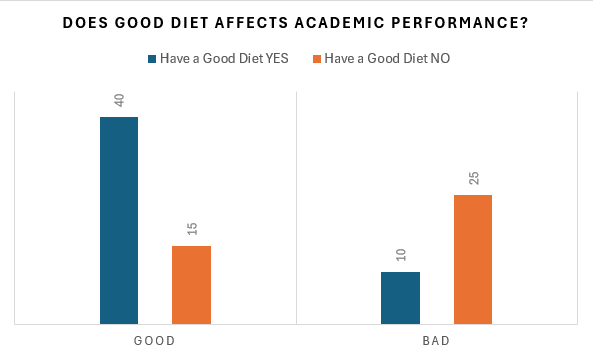 DOES GOOD DIET AFFECTS ACADEMIC PERFORMANCE?
Have a Good Diet YES Have a Good Diet NO
40
15
10
25
GOOD BAD